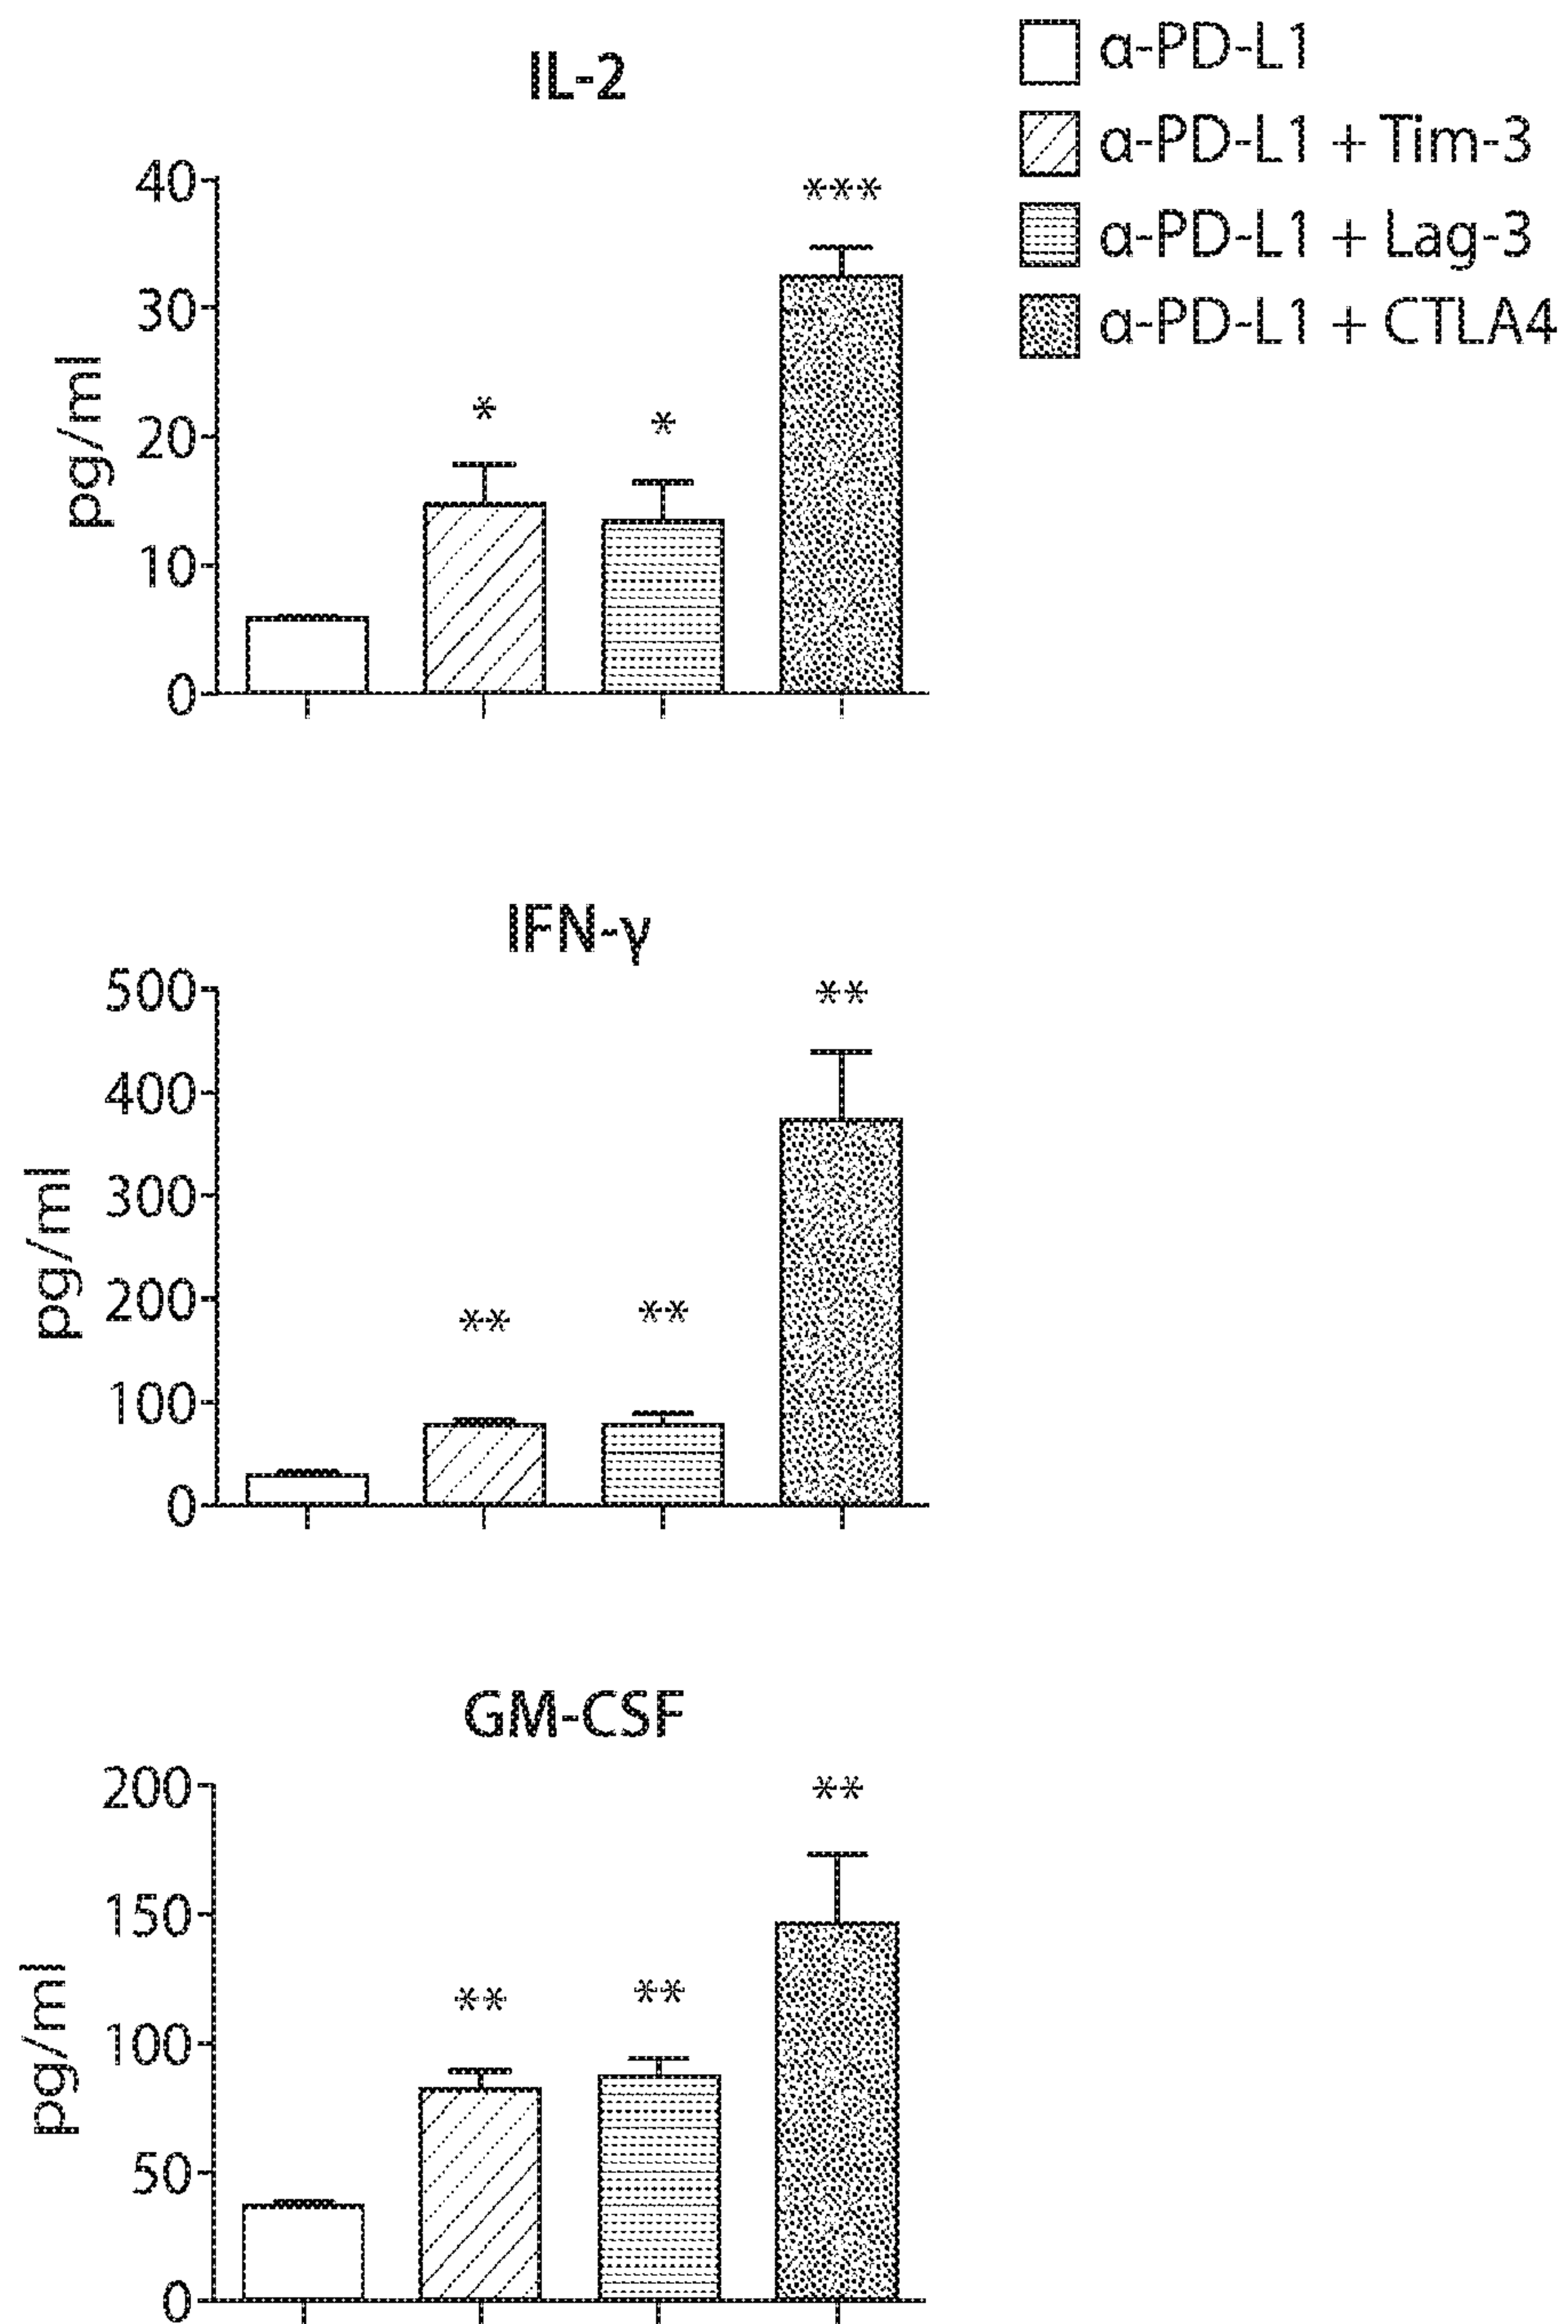 α-PD-L1
α-PD-L1 + Tim-3
α-PD-L1 + Lag-3
α-PD-L1 + CTLA4
IL-2
pg/ml
40
30
20
10
0
*
*
***
IFN-γ
pg/ml
500
400
300
200
100
0
**
**
**
GM-CSF
pg/ml
200
150
100
50
0
**
**
**